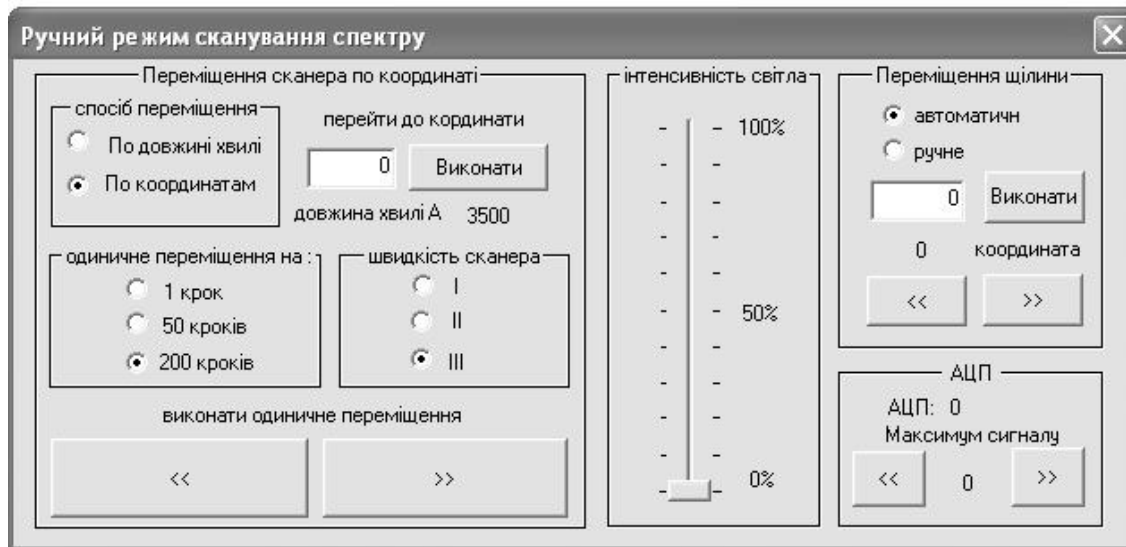 Ручний режим сканування спектру
Переміщення сканера по координаті
спосіб переміщення
По довжині хвилі
По координатам
перейти до кординати
0
Виконати
довжина хвилі А 3500
одиничне переміщення на :
1 крок
50 кроків
200 кроків
швидкість сканера
I
II
III
виконати одиничне переміщення
<<
>>
інтенсивність світла
100%
50%
0%
Переміщення щілини
автоматичн
ручне
0
Виконати
0 координата
<<
>>
АЦП
АЦП: 0
Максимум сигналу
<<
0
>>